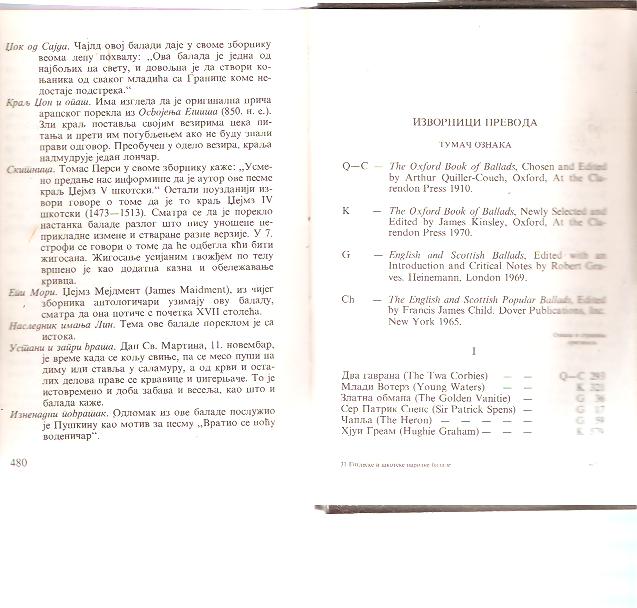 Џок од Сајда. Чајлд овој балади даје у своме зборнику
веома лепу похвалу: „Ова балада је једна од
најбољих на свету, и довољна је да створи ко-
њаника од сваког младића са Границе коме не-
достаје подстрека.“
Краљ Џон и опат. Има изгледа да је оригинална прича
арапског порекла из Освојења Египта (850. н. е.).
Зли краљ поставља својим везирима нека пи-
тања и прети им погубљењем ако не буду знали
прави одговор. Преобучен у одело везира, краља
надмудрује један лончар.
Скитница. Томас Перси у своме зборнику каже: „Усме-
но предање нас информише да је аутор ове песме
краљ Џејмз V шкотски.“ Остали поузданији из-
вори говоре о томе да је то краљ Џејмз IV
шкотски (1473—1513). Сматра се да је порекло
настанка баладе разлог што нису уношене не-
прикладне измене и стваране разне верзије. У 7.
строфи се говори о томе да ће одбегла кћи бити
жигосана. Жигосање усијаним гвожђем по телу
вршено је као додатна казна и обележавање
кривца.
Епи Мори. Џејмз Мејдмент (James Maidment), из чијег
зборника антологичари узимају ову баладу,
сматра да она потиче с почетка XVII столећа.
Наследник имања Лин. Тема ове баладе пореклом је са
истока.
Устани и запри врата. Дан Св. Мартина, 11. новембар,
је време када се кољу свиње, па се месо пуши на
диму или ставља у саламуру, а од крви и оста-
лих делова праве се крвавице и џигерњаче. То је
истовремено и доба забава и весеља, као што и
балада каже.
Изненадни повратак. Одломак из ове баладе послужио
је Пушкину као мотив за песму „Вратио се ноћу
воденичар“.
480
ИЗВОРНИЦИ ПРЕВОДА
ТУМАЧ ОЗНАКА
Q—C — The Oxford Book of Ballads, Chosen and Edited
by Arthur Quiller-Couch, Oxford, At the Cla-
rendon Press 1910.
K — The Oxford Book of Ballads, Newly Selected and
Edited by James Kinsley, Oxford, At the Cla-
rendon Press 1970.
G — English and Scottish Ballads, Edited with an
Introduction and Critical Notes by Robert Gra-
ves. Heinemann, London 1969.
Ch — The English and Scottish Popular Ballads, Edited
by Francis James Child. Dover Publications, Inc.
New York 1965.
I
Два гаврана (The Twa Corbies) — — Q—C
Млади Вотерз (Young Waters) — — K
Златна обмана (The Golden Vanitie) — G
Сер Патрик Спенс (Sir Patrick Spens) — G
Чапља (The Heron) — — — — — G
Хјуи Греам (Hughie Graham) — — — K
31 Енглеске и шкотске народне баладе